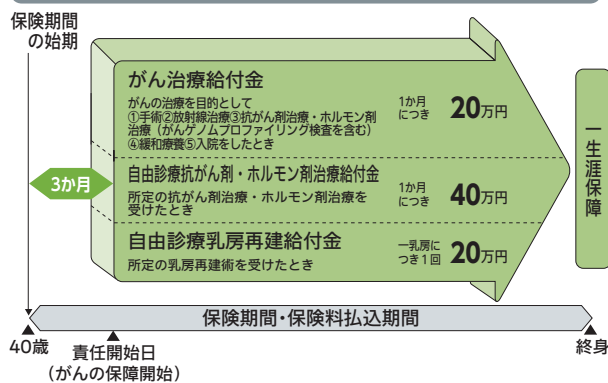 保険期間
の始期
がん治療給付金
がんの治療を目的として
①手術②放射線治療③抗がん剤治療・ホルモン剤
治療（がんゲノムプロファイリング検査を含む）
④緩和療養⑤入院をしたとき
1か月
につき
20万円
3か月
自由診療抗がん剤・ホルモン剤治療給付金
所定の抗がん剤治療・ホルモン剤治療を
受けたとき
1か月
につき
40万円
自由診療乳房再建給付金
所定の乳房再建術を受けたとき
一乳房に
つき1回
20万円
一生涯保障
保険期間・保険料払込期間
40歳
責任開始日
（がんの保障開始）
終身